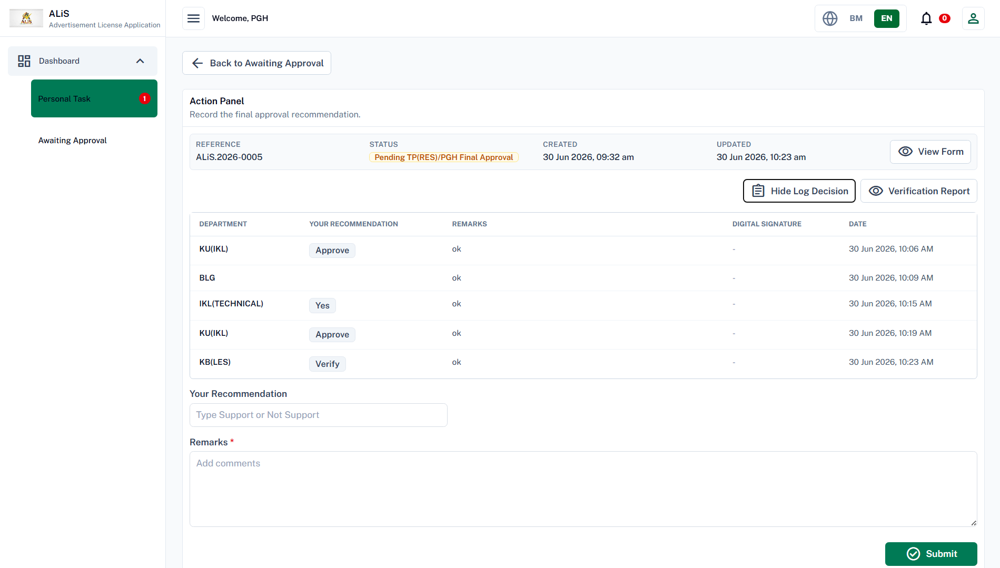 ALiS
Advertisement License Application
Welcome, PGH
BM
EN
0
Dashboard
Personal Task
1
Awaiting Approval
Back to Awaiting Approval
Action Panel
Record the final approval recommendation.
REFERENCE
ALiS.2026-0005
STATUS
Pending TP(RES)/PGH Final Approval
CREATED
30 Jun 2026, 09:32 am
UPDATED
30 Jun 2026, 10:23 am
View Form
Hide Log Decision
Verification Report
DEPARTMENT YOUR RECOMMENDATION REMARKS DIGITAL SIGNATURE DATE
KU(IKL) Approve ok - 30 Jun 2026, 10:06 AM
BLG ok - 30 Jun 2026, 10:09 AM
IKL(TECHNICAL) Yes ok - 30 Jun 2026, 10:15 AM
KU(IKL) Approve ok - 30 Jun 2026, 10:19 AM
KB(LES) Verify ok - 30 Jun 2026, 10:23 AM
Your Recommendation
Type Support or Not Support
Remarks *
Add comments
Submit